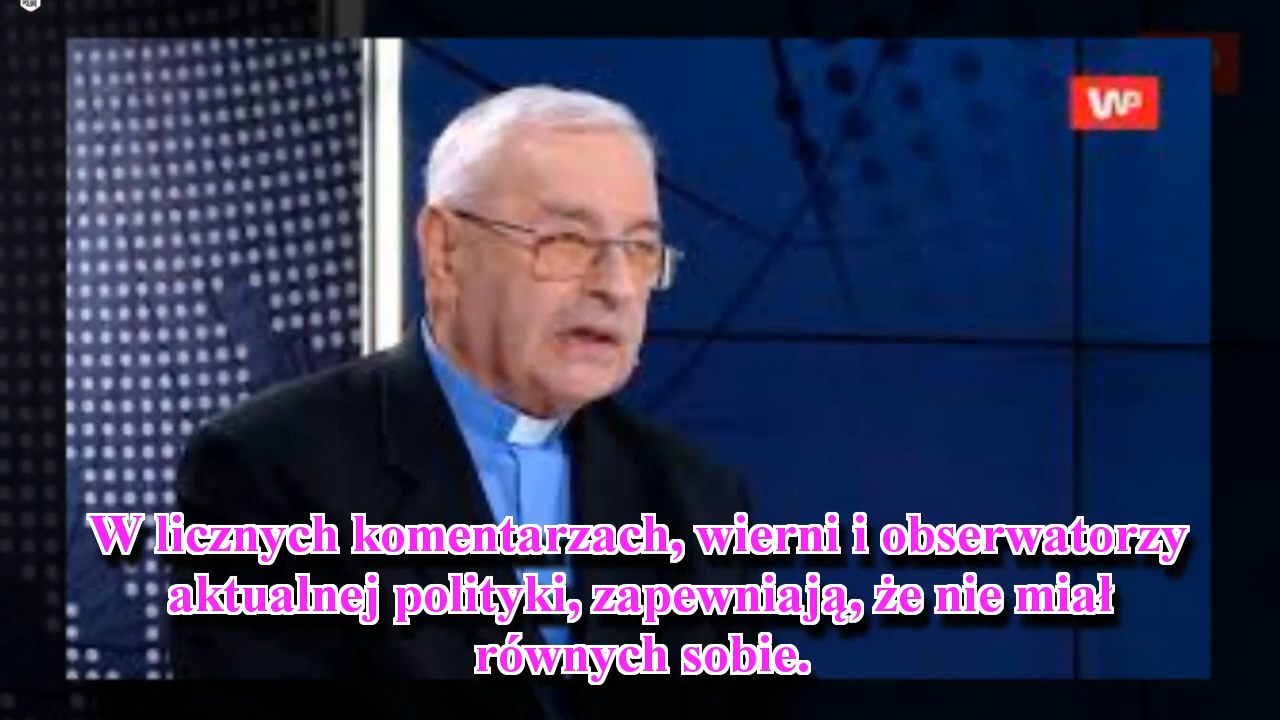 WP
W licznych komentarzach, wierni i obserwatorzy
aktualnej polityki, zapewniają, że nie miał
równych sobie.